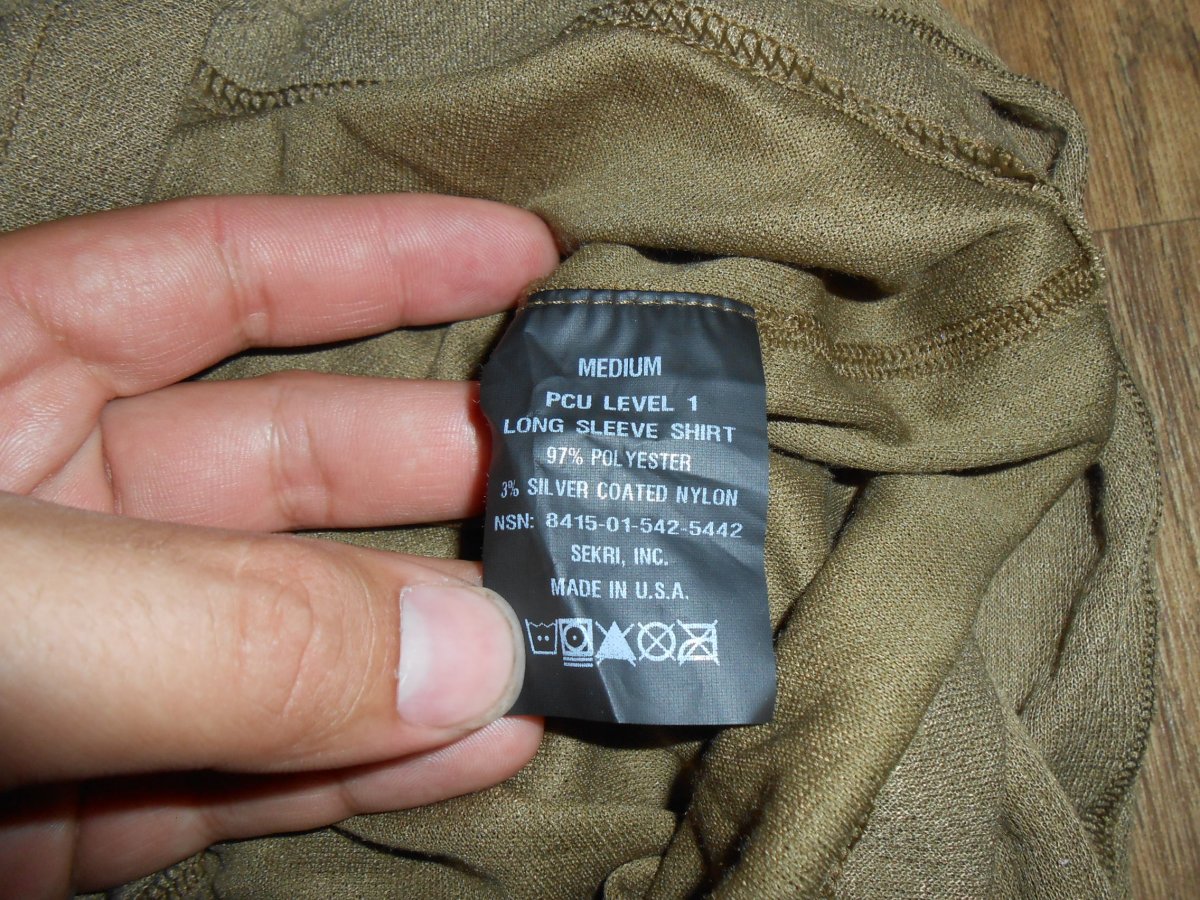 MEDIUM
PCU LEVEL 1
LONG SLEEVE SHIRT
97% POLYESTER
3% SILVER COATED NYLON
NSN: 8415-01-542-5442
SEKRI, INC.
MADE IN U.S.A.